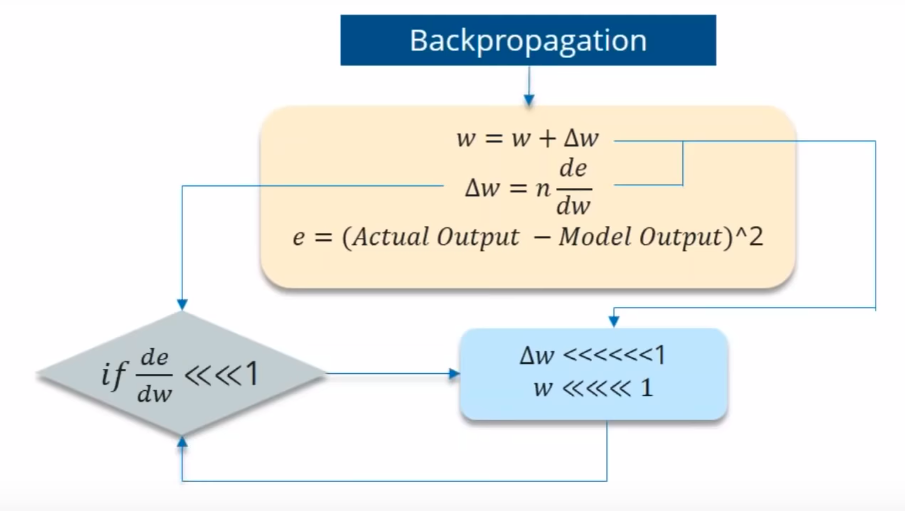 Backpropagation
w = w + Δw
Δw = n de/dw
e = (Actual Output − Model Output)^2
if de/dw ⋘1
Δw <<<<<<1
w ⋘⋘ 1